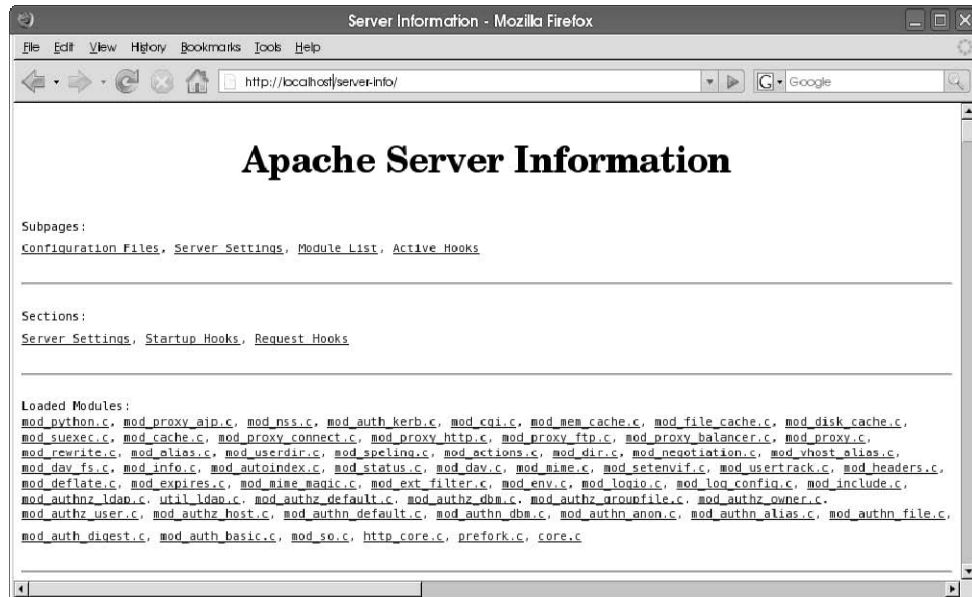 Server Information - Mozilla Firefox
File Edit View History Bookmarks Tools Help
http://localhost/server-info/
G Google
Apache Server Information
Subpages:
Configuration Files, Server Settings, Module List, Active Hooks
Sections:
Server Settings, Startup Hooks, Request Hooks
Loaded Modules:
mod_python.c, mod_proxy_ajp.c, mod_nss.c, mod_auth_kerb.c, mod_cgi.c, mod_mem_cache.c, mod_file_cache.c, mod_disk_cache.c,
mod_suexec.c, mod_cache.c, mod_proxy_connect.c, mod_proxy_http.c, mod_proxy_ftp.c, mod_proxy_balancer.c, mod_proxy.c,
mod_rewrite.c, mod_alias.c, mod_userdir.c, mod_speling.c, mod_actions.c, mod_dir.c, mod_negotiation.c, mod_vhost_alias.c,
mod_dav_fs.c, mod_info.c, mod_autoindex.c, mod_status.c, mod_dav.c, mod_mime.c, mod_setenvif.c, mod_usertrack.c, mod_headers.c,
mod_deflate.c, mod_expires.c, mod_mime_magic.c, mod_ext_filter.c, mod_env.c, mod_logio.c, mod_log_config.c, mod_include.c,
mod_authnz_ldap.c, util_ldap.c, mod_authz_default.c, mod_authz_dbm.c, mod_authz_groupfile.c, mod_authz_owner.c,
mod_authz_user.c, mod_authz_host.c, mod_authn_default.c, mod_authn_dbm.c, mod_authn_anon.c, mod_authn_alias.c, mod_authn_file.c,
mod_auth_digest.c, mod_auth_basic.c, mod_so.c, http_core.c, prefork.c, core.c